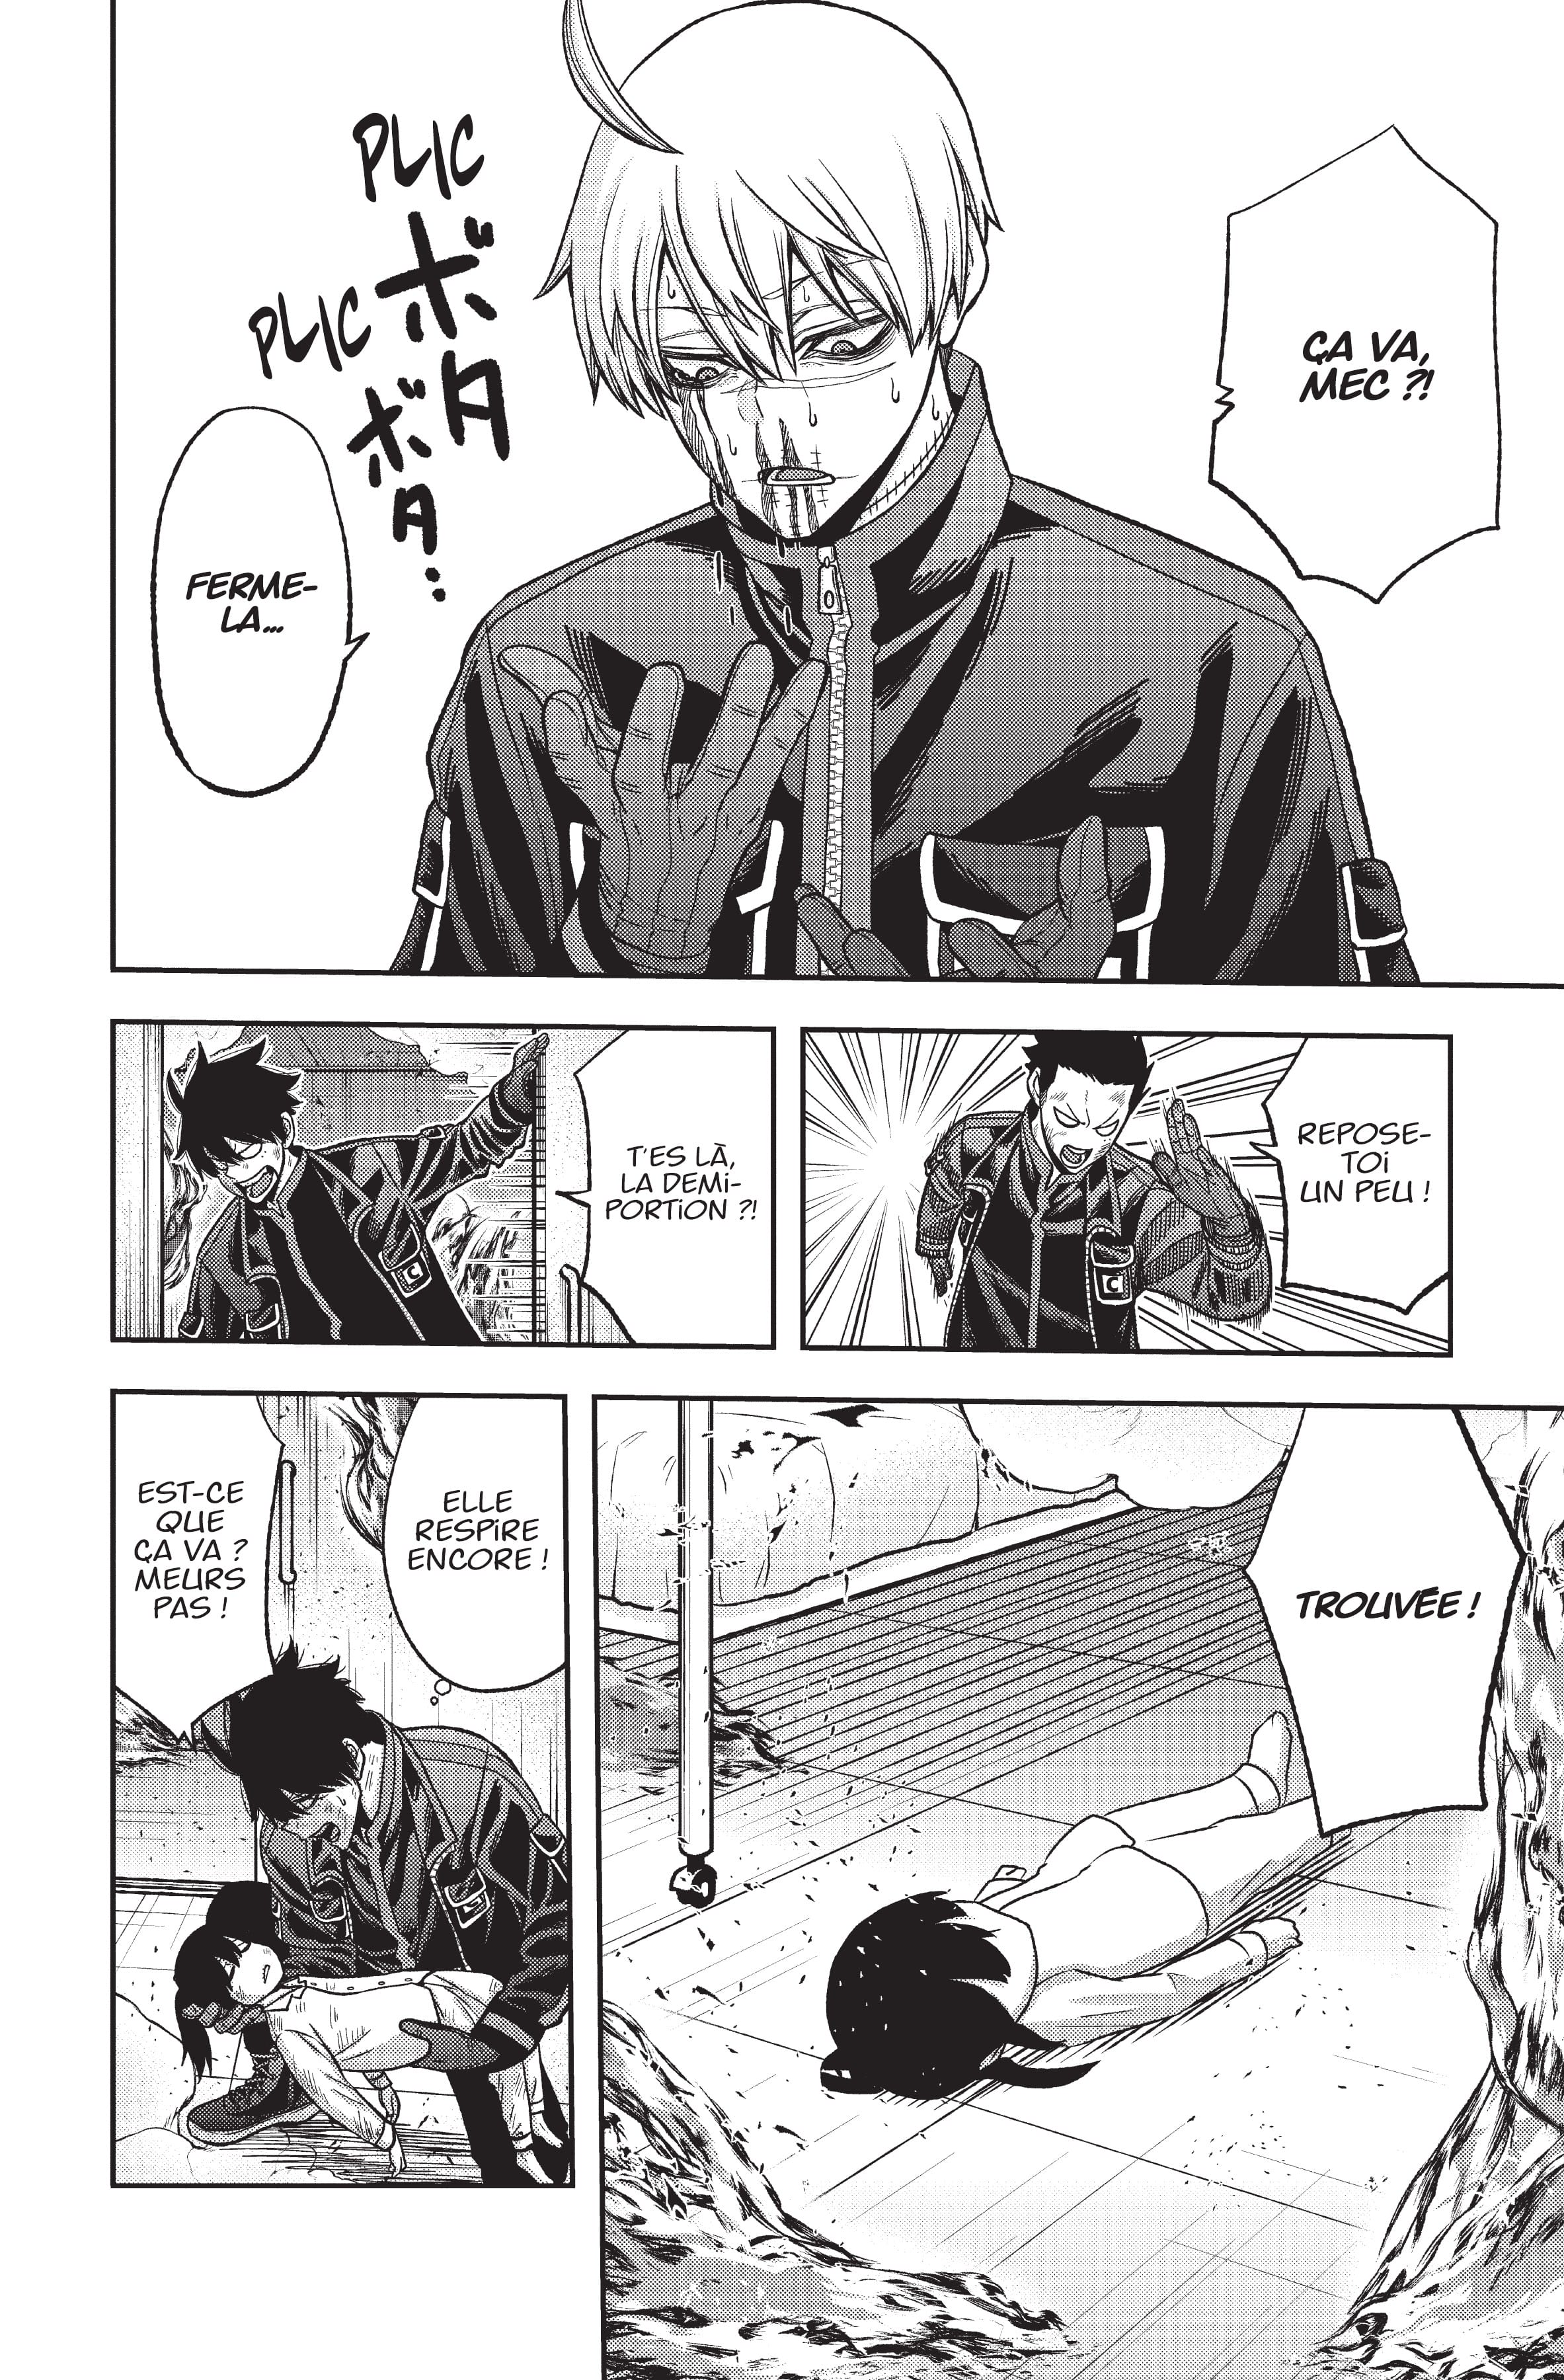 ÇA VA,
MEC ?!
PLIC
PLIC
ボタ
ボタ…
FERME-
LA...
REPOSE-
TOI
UN PEU !
C
T'ES LÀ,
LA DEMI-
PORTION ?!
C
TROUVÉE !
ELLE
RESPIRE
ENCORE !
EST-CE
QUE
ÇA VA ?
MEURS
PAS !